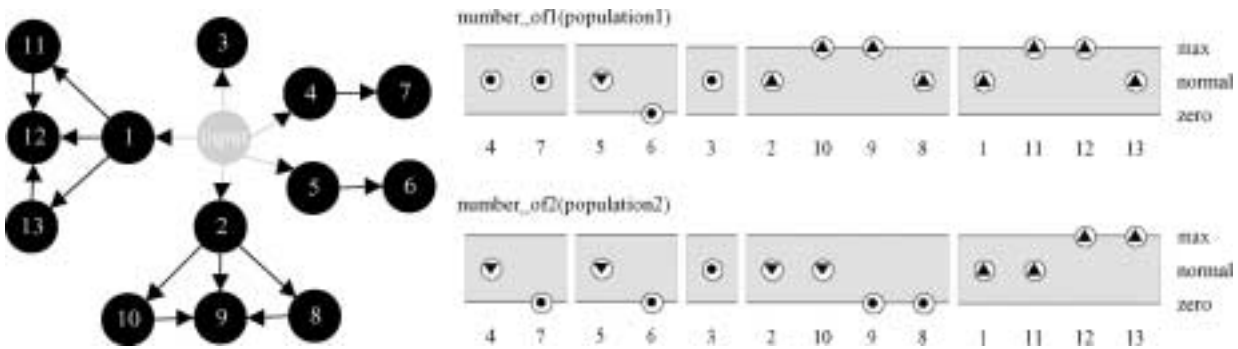 number_of1(population1)
max
normal
zero
4 7 5 6 3 2 10 9 8 1 11 12 13
number_of2(population2)
max
normal
zero
4 7 5 6 3 2 10 9 8 1 11 12 13
11
3
4
7
12
1
input
5
6
13
2
10
9
8